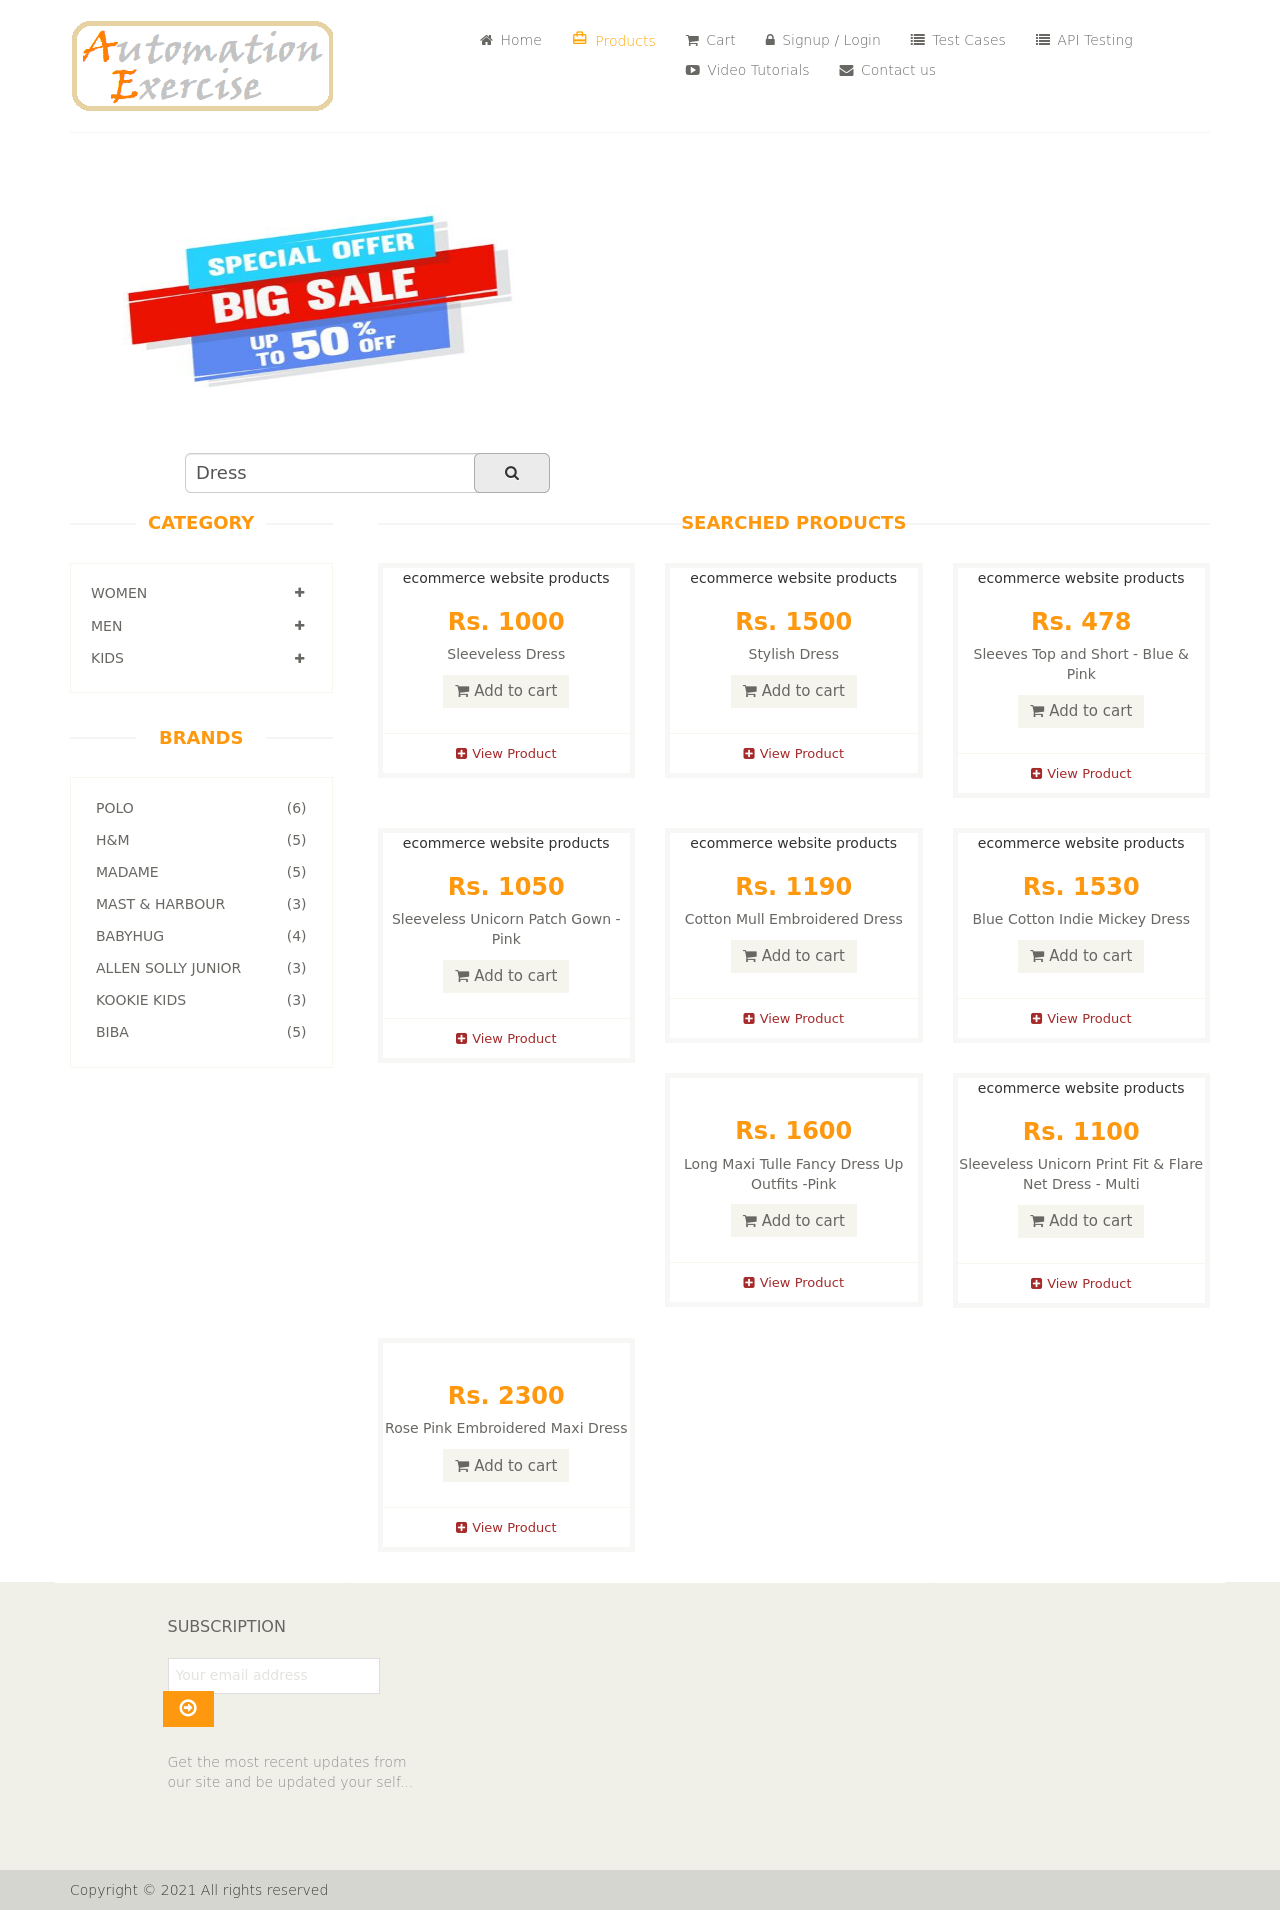 Automation
Exercise
Home
Products
Cart
Signup / Login
Test Cases
API Testing
Video Tutorials
Contact us
SPECIAL OFFER
BIG SALE
UP TO 50% OFF
Dress
CATEGORY
WOMEN
MEN
KIDS
BRANDS
POLO (6)
H&M (5)
MADAME (5)
MAST & HARBOUR (3)
BABYHUG (4)
ALLEN SOLLY JUNIOR (3)
KOOKIE KIDS (3)
BIBA (5)
SEARCHED PRODUCTS
ecommerce website products
Rs. 1000
Sleeveless Dress
Add to cart
View Product
ecommerce website products
Rs. 1500
Stylish Dress
Add to cart
View Product
ecommerce website products
Rs. 478
Sleeves Top and Short - Blue &
Pink
Add to cart
View Product
ecommerce website products
Rs. 1050
Sleeveless Unicorn Patch Gown -
Pink
Add to cart
View Product
ecommerce website products
Rs. 1190
Cotton Mull Embroidered Dress
Add to cart
View Product
ecommerce website products
Rs. 1530
Blue Cotton Indie Mickey Dress
Add to cart
View Product
Rs. 1600
Long Maxi Tulle Fancy Dress Up
Outfits -Pink
Add to cart
View Product
ecommerce website products
Rs. 1100
Sleeveless Unicorn Print Fit & Flare
Net Dress - Multi
Add to cart
View Product
Rs. 2300
Rose Pink Embroidered Maxi Dress
Add to cart
View Product
SUBSCRIPTION
Your email address
Get the most recent updates from
our site and be updated your self...
Copyright © 2021 All rights reserved